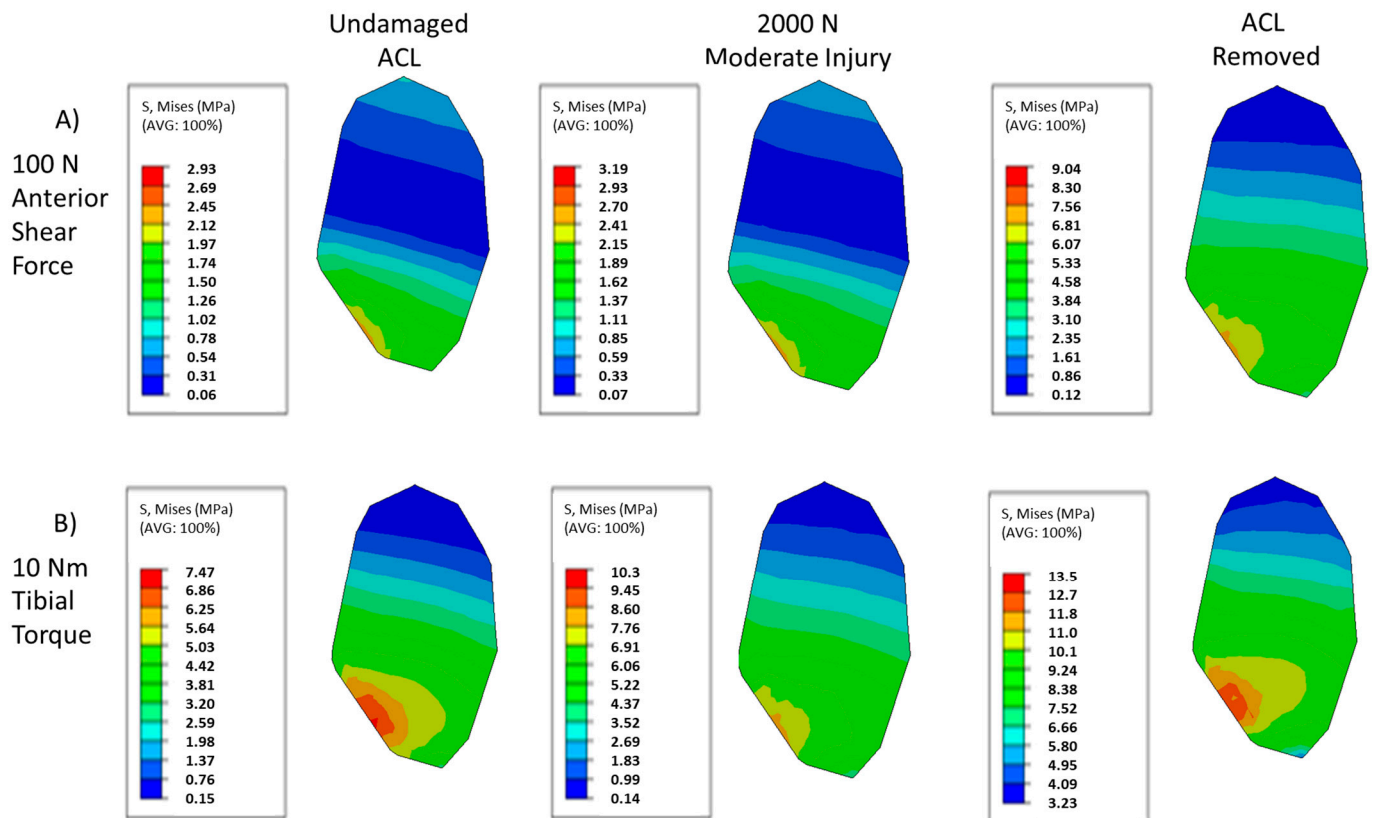 Undamaged
ACL
2000 N
Moderate Injury
ACL
Removed
A)
100 N
Anterior
Shear
Force
S, Mises (MPa)
(AVG: 100%)
2.93
2.69
2.45
2.12
1.97
1.74
1.50
1.26
1.02
0.78
0.54
0.31
0.06
S, Mises (MPa)
(AVG: 100%)
3.19
2.93
2.70
2.41
2.15
1.89
1.62
1.37
1.11
0.85
0.59
0.33
0.07
S, Mises (MPa)
(AVG: 100%)
9.04
8.30
7.56
6.81
6.07
5.33
4.58
3.84
3.10
2.35
1.61
0.86
0.12
B)
10 Nm
Tibial
Torque
S, Mises (MPa)
(AVG: 100%)
7.47
6.86
6.25
5.64
5.03
4.42
3.81
3.20
2.59
1.98
1.37
0.76
0.15
S, Mises (MPa)
(AVG: 100%)
10.3
9.45
8.60
7.76
6.91
6.06
5.22
4.37
3.52
2.69
1.83
0.99
0.14
S, Mises (MPa)
(AVG: 100%)
13.5
12.7
11.8
11.0
10.1
9.24
8.38
7.52
6.66
5.80
4.95
4.09
3.23